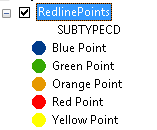 RedlinePoints
SUBTYPECD
Blue Point
Green Point
Orange Point
Red Point
Yellow Point